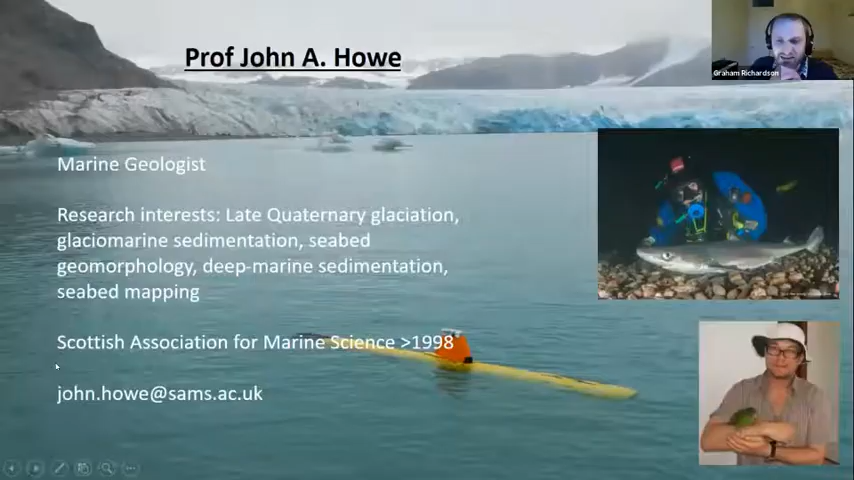 Prof John A. Howe
Graham Richardson
Marine Geologist
Research interests: Late Quaternary glaciation,
glaciomarine sedimentation, seabed
geomorphology, deep-marine sedimentation,
seabed mapping
Scottish Association for Marine Science >1998
john.howe@sams.ac.uk